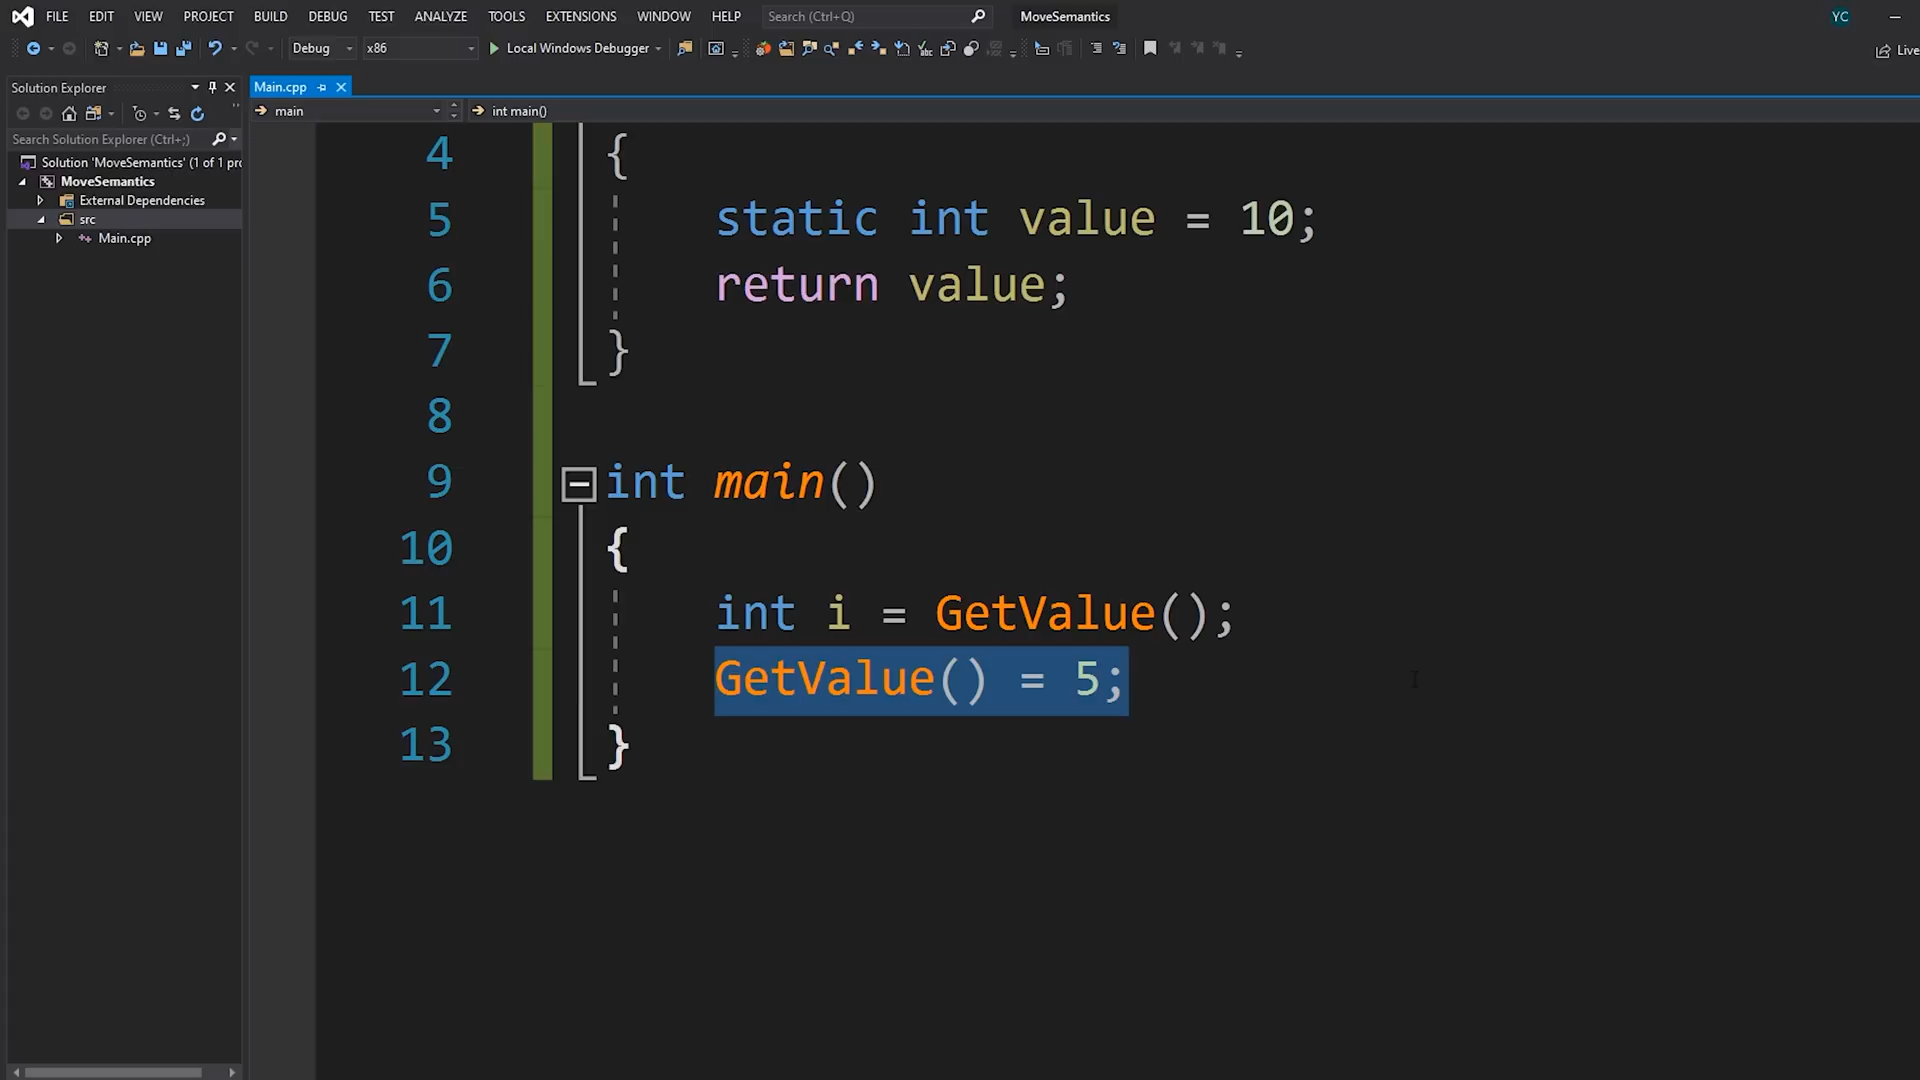 FILE EDIT VIEW PROJECT BUILD DEBUG TEST ANALYZE TOOLS EXTENSIONS WINDOW HELP Search (Ctrl+Q) MoveSemantics YC
Debug x86 Local Windows Debugger Live
Solution Explorer
Main.cpp
main int main()
Search Solution Explorer (Ctrl+;)
Solution 'MoveSemantics' (1 of 1 pro
MoveSemantics
External Dependencies
src
Main.cpp
4 {
5 static int value = 10;
6 return value;
7 }
8
9 int main()
10 {
11 int i = GetValue();
12 GetValue() = 5;
13 }